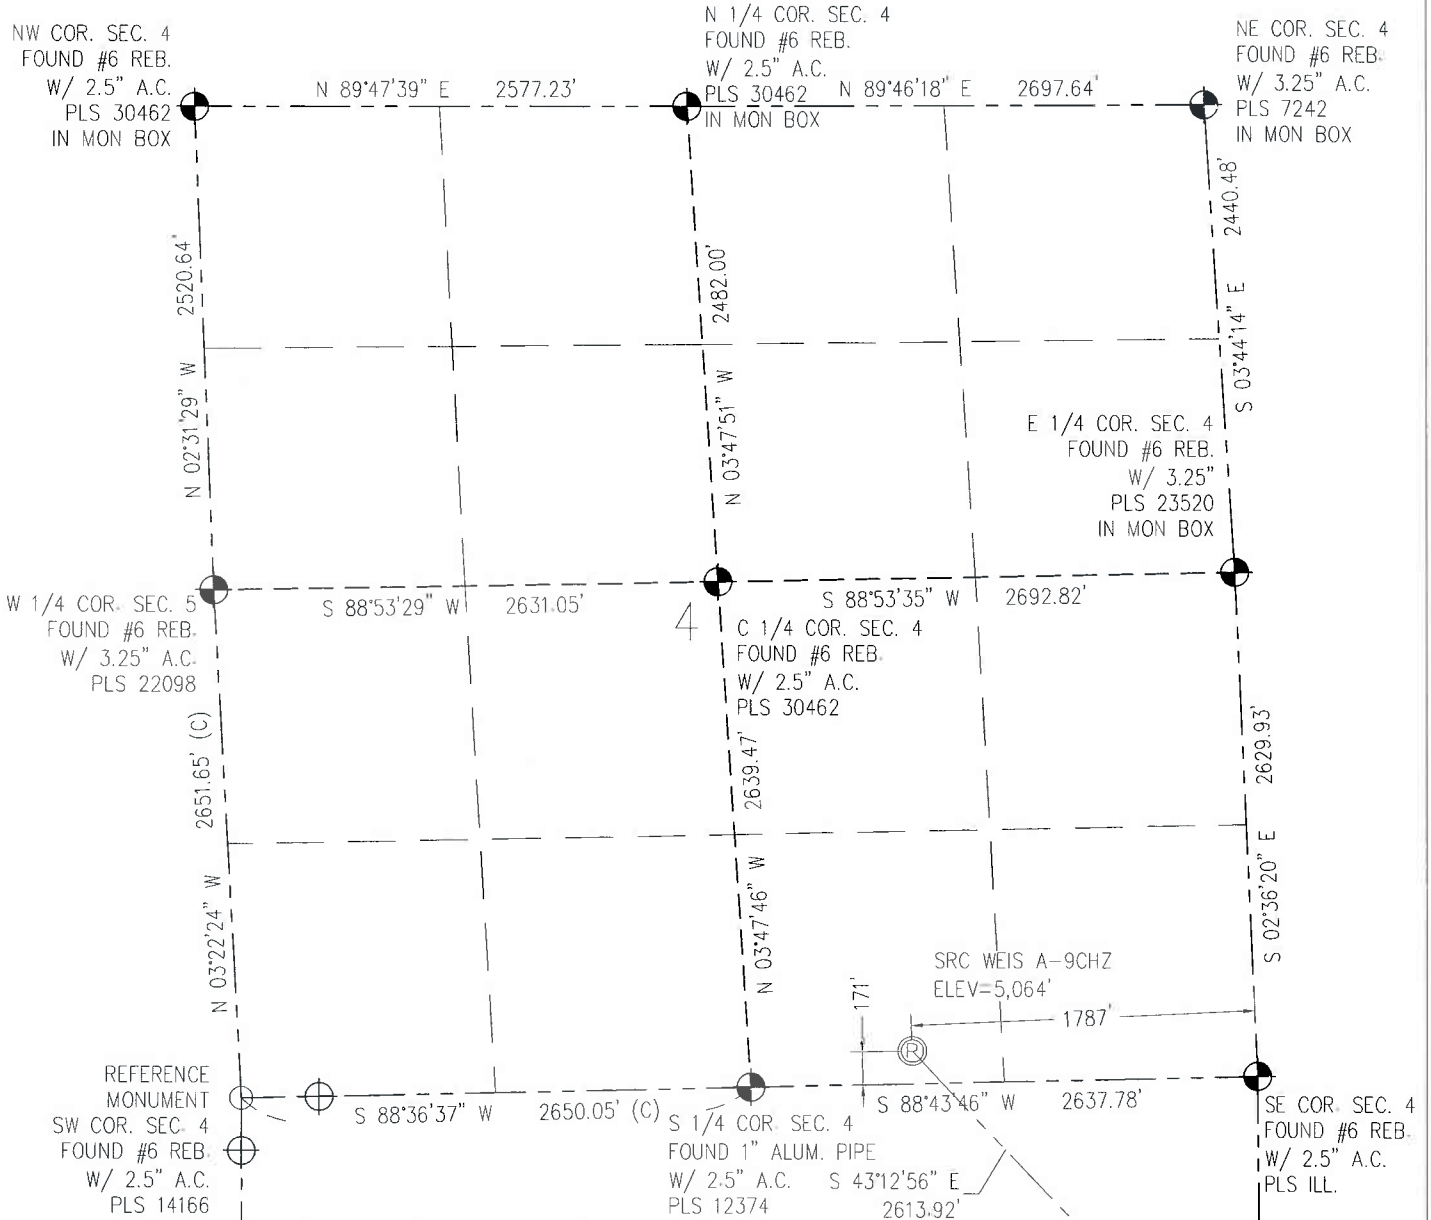 NW COR. SEC. 4
FOUND #6 REB.
W/ 2.5" A.C.
PLS 30462
IN MON BOX
N 89°47'39" E 2577.23'
N 1/4 COR. SEC. 4
FOUND #6 REB.
W/ 2.5" A.C.
PLS 30462
IN MON BOX
N 89°46'18" E 2697.64'
NE COR. SEC. 4
FOUND #6 REB.
W/ 3.25" A.C.
PLS 7242
IN MON BOX
N 02°31'29" W 2520.64'
N 03°47'51" W 2482.00'
S 03°44'14" E 2440.48'
E 1/4 COR. SEC. 4
FOUND #6 REB.
W/ 3.25"
PLS 23520
IN MON BOX
W 1/4 COR. SEC. 5
FOUND #6 REB.
W/ 3.25" A.C.
PLS 22098
S 88°53'29" W 2631.05'
4
S 88°53'35" W 2692.82'
C 1/4 COR. SEC. 4
FOUND #6 REB.
W/ 2.5" A.C.
PLS 30462
N 03°22'24" W 2651.65' (C)
N 03°47'46" W 2639.47'
S 02°36'20" E 2629.93'
SRC WEIS A-9CHZ
ELEV=5,064'
171'
1787'
R
REFERENCE
MONUMENT
SW COR. SEC. 4
FOUND #6 REB.
W/ 2.5" A.C.
PLS 14166
S 88°36'37" W 2650.05' (C)
S 1/4 COR. SEC. 4
FOUND 1" ALUM. PIPE
W/ 2.5" A.C.
PLS 12374
S 88°43'46" W 2637.78'
S 43°12'56" E
2613.92'
SE COR. SEC. 4
FOUND #6 REB.
W/ 2.5" A.C.
PLS ILL.